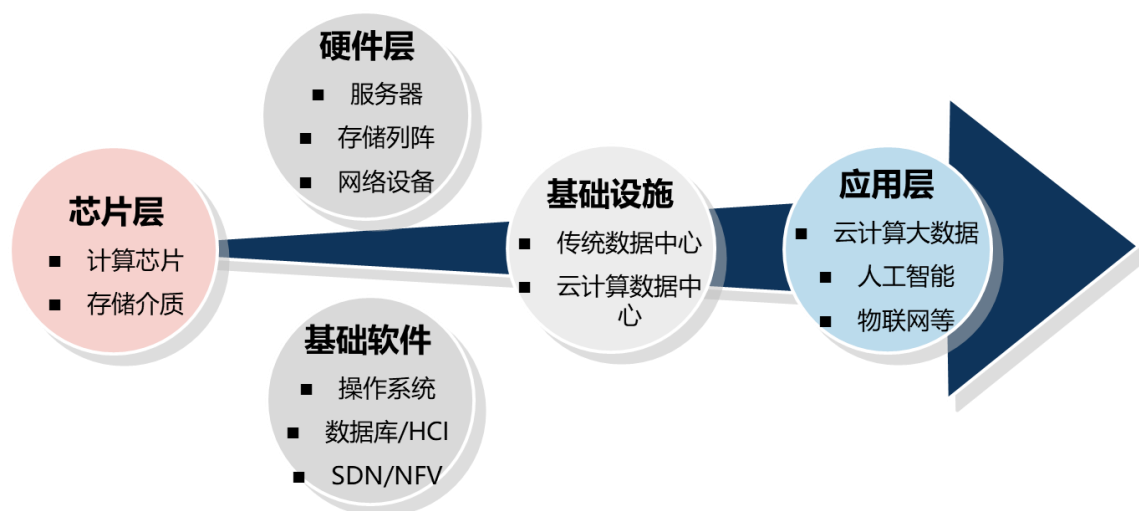 硬件层
■ 服务器
■ 存储列阵
■ 网络设备
芯片层
■ 计算芯片
■ 存储介质
基础软件
■ 操作系统
■ 数据库/HCI
■ SDN/NFV
基础设施
■ 传统数据中心
■ 云计算数据中
心
应用层
■ 云计算大数据
■ 人工智能
■ 物联网等